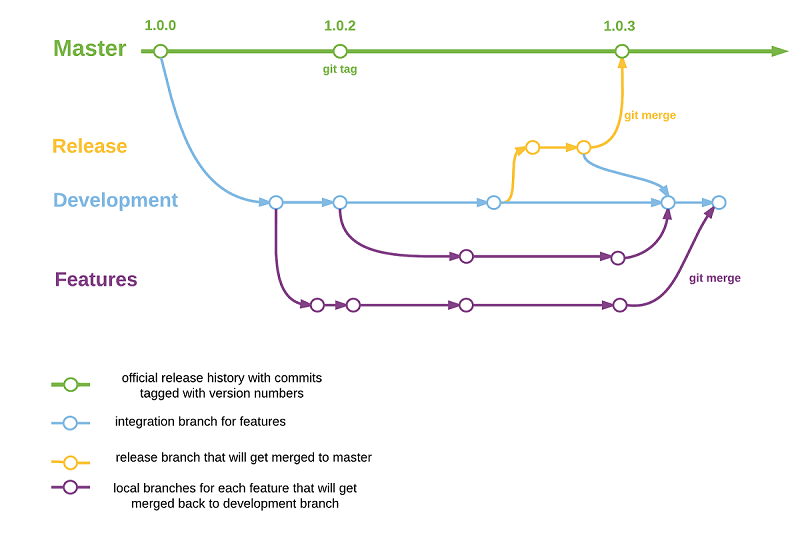 1.0.0
1.0.2
1.0.3
Master
git tag
git merge
Release
Development
Features
git merge
official release history with commits
tagged with version numbers
integration branch for features
release branch that will get merged to master
local branches for each feature that will get
merged back to development branch